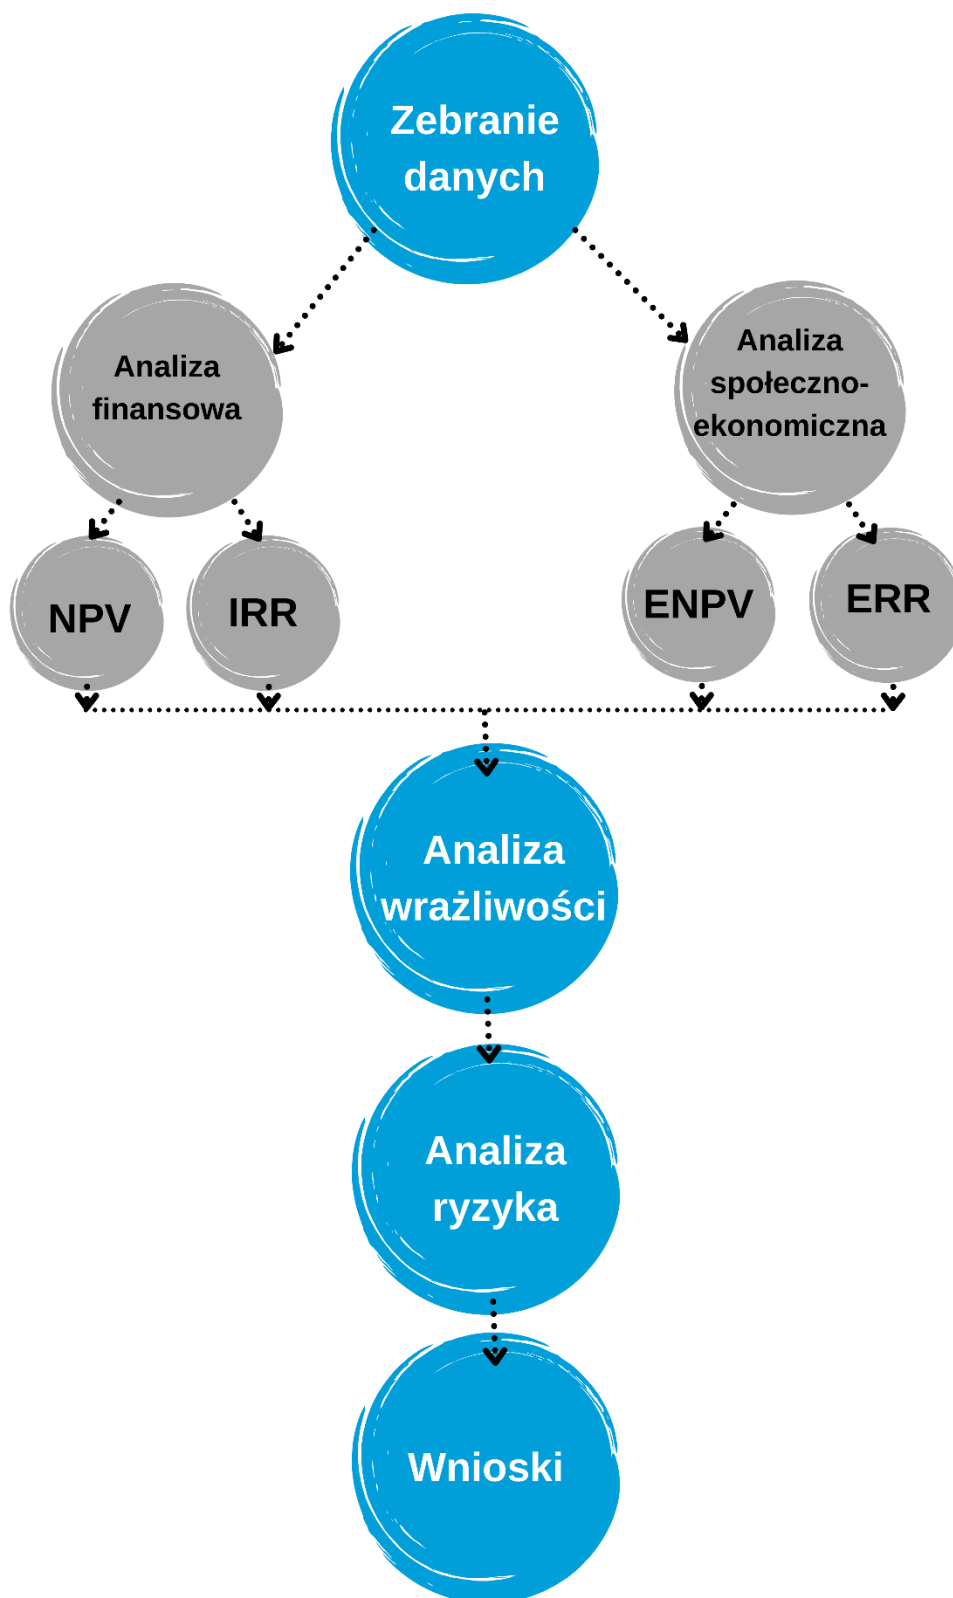 Zebranie
danych
Analiza
finansowa
Analiza
społeczno-
ekonomiczna
NPV
IRR
ENPV
ERR
Analiza
wrażliwości
Analiza
ryzyka
Wnioski